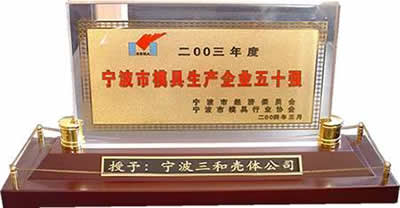 二00三年度
宁波市模具生产企业五十强
宁波市经济委员会
宁波市模具行业协会
二00四年三月
授予：宁波三和壳体公司